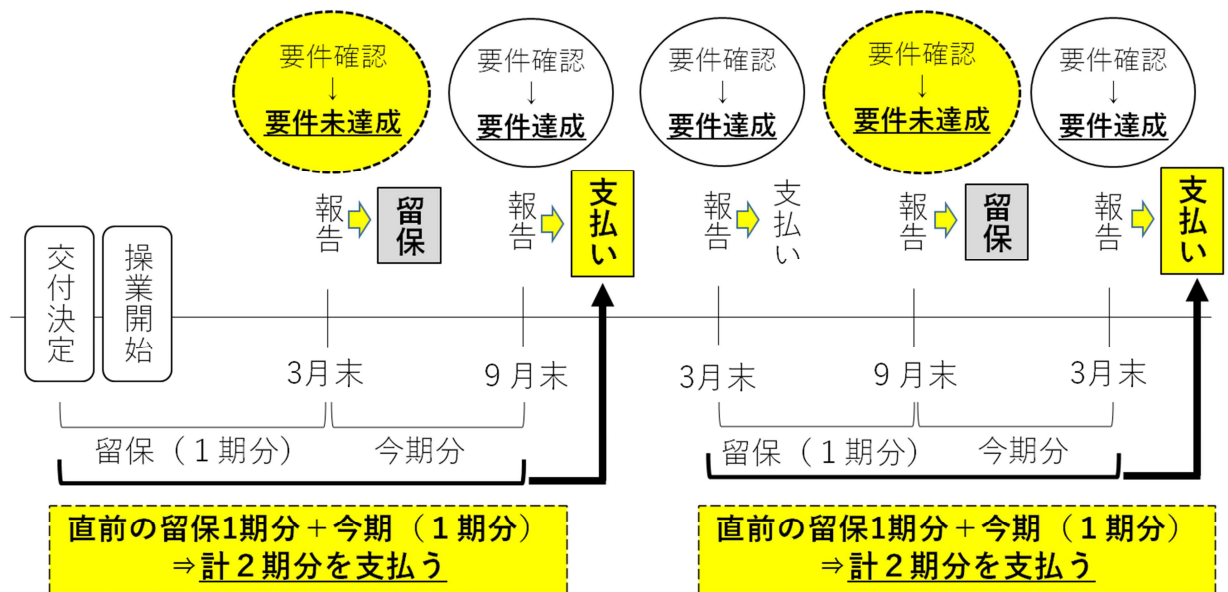 要件確認
↓
要件未達成
要件確認
↓
要件達成
要件確認
↓
要件達成
要件確認
↓
要件未達成
要件確認
↓
要件達成
報告
留保
報告
支払い
報告
支払い
報告
留保
報告
支払い
交付決定
操業開始
3月末
9月末
3月末
9月末
3月末
留保(1期分)
今期分
留保(1期分)
今期分
直前の留保1期分+今期(1期分)
⇒計2期分を支払う
直前の留保1期分+今期(1期分)
⇒計2期分を支払う